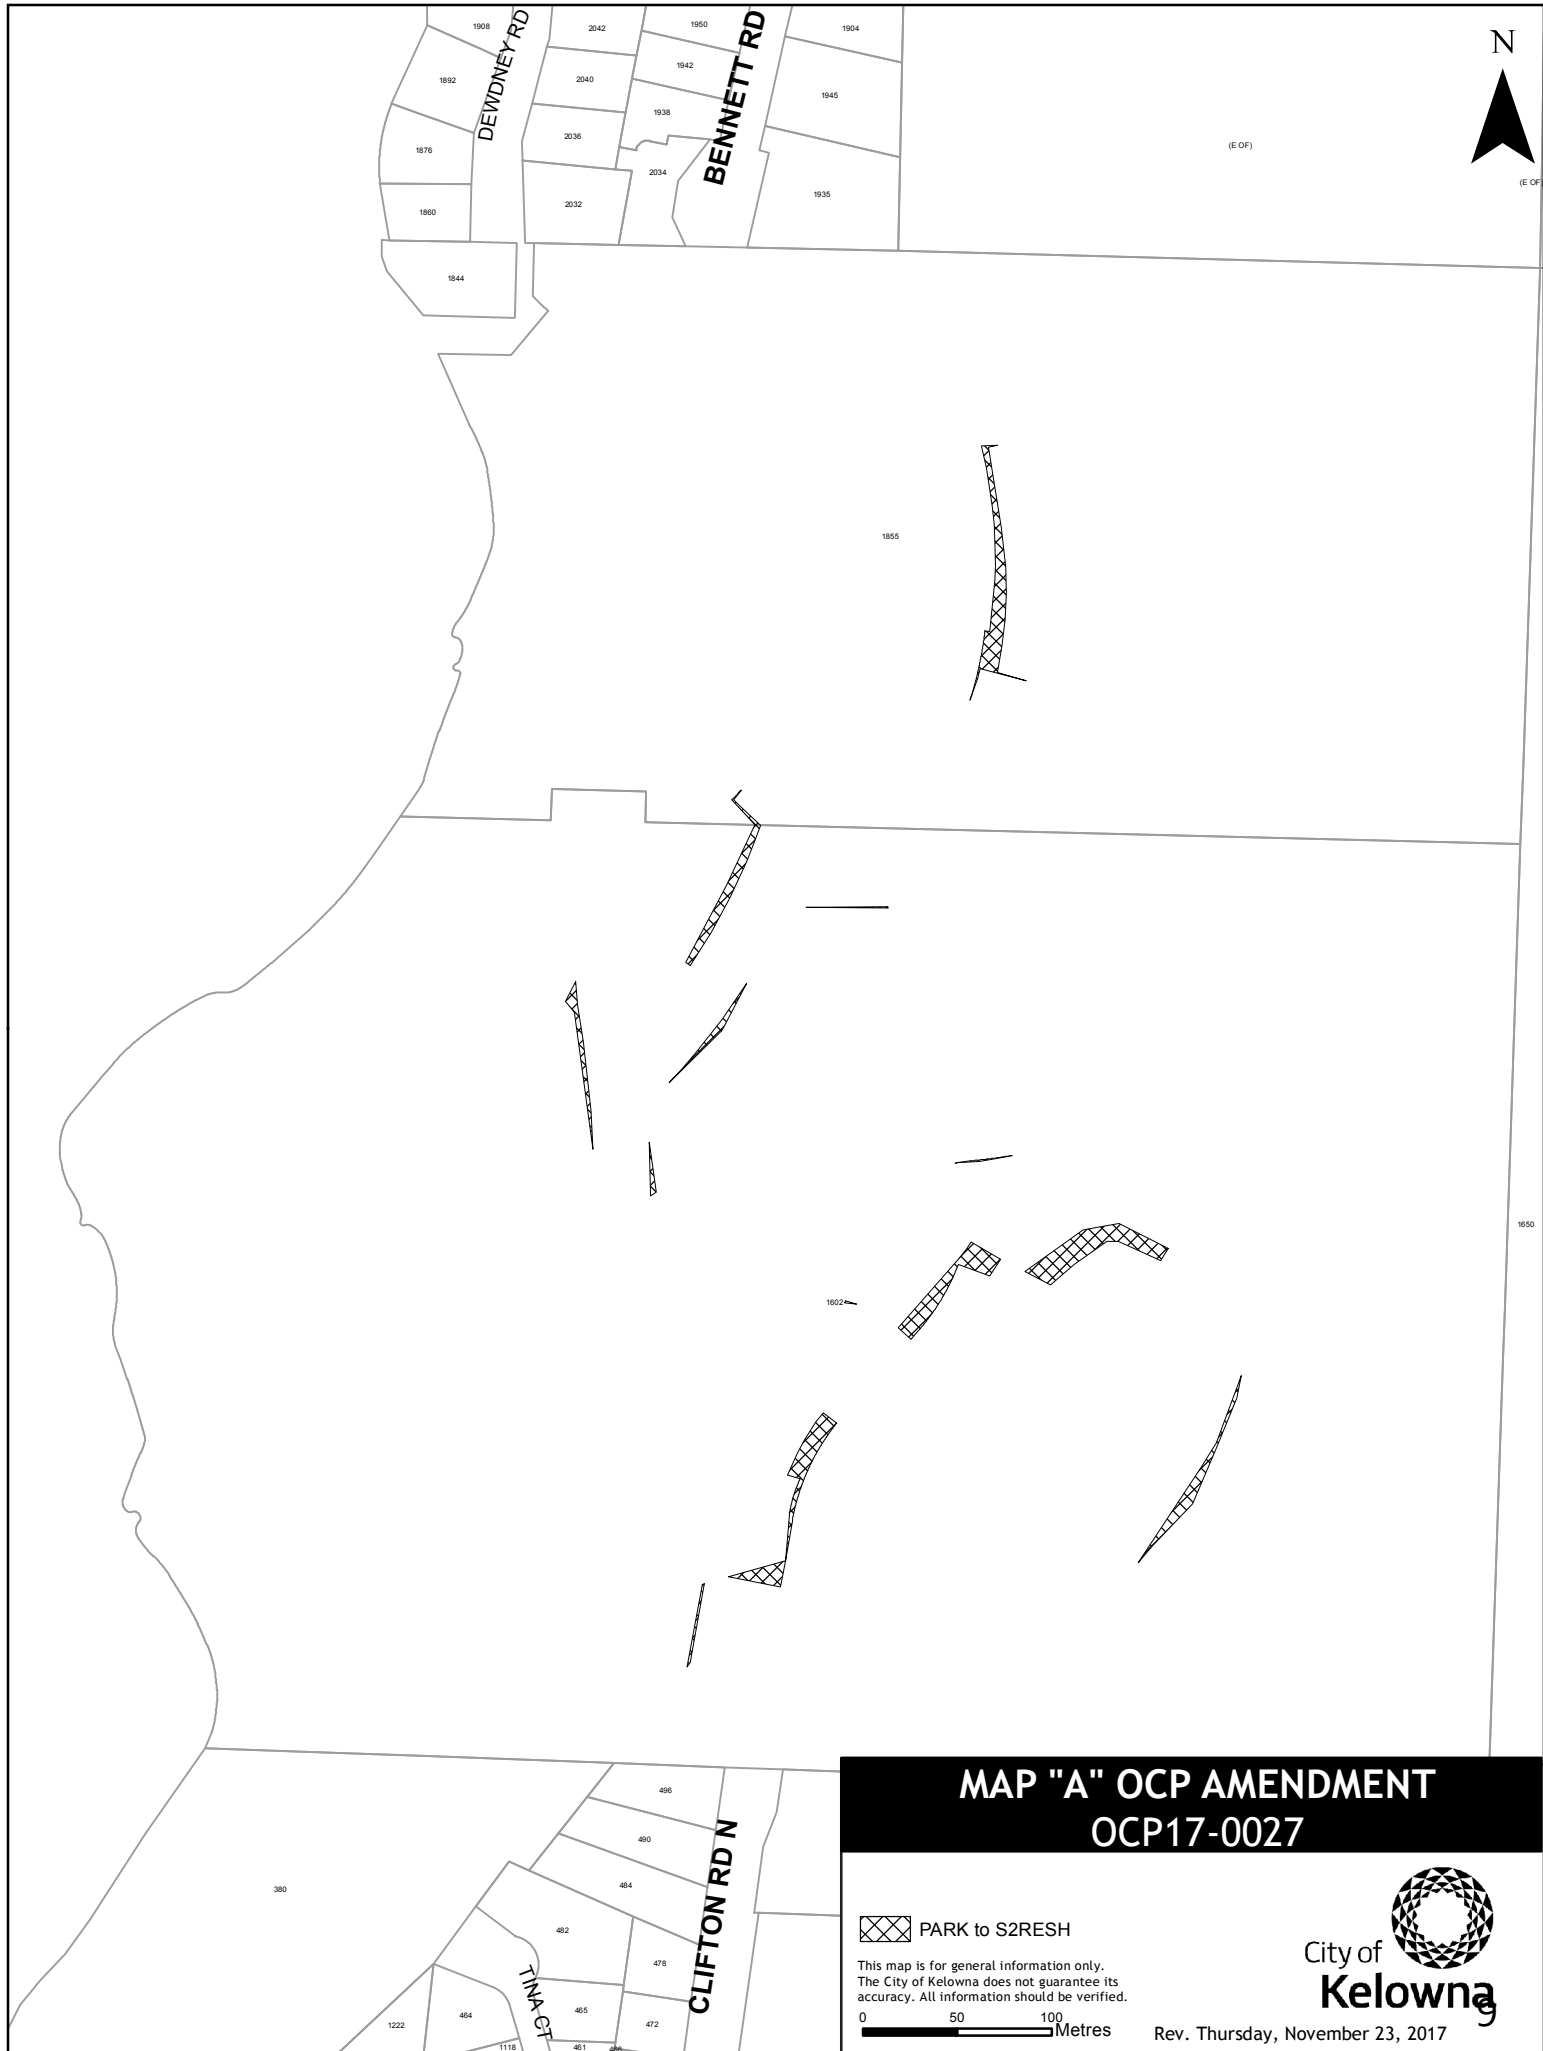 1908
2042
1950
1904
DEWDNEY RD
BENNETT RD
N
1892
2040
1942
1945
1938
1876
2036
(E OF)
2034
(E OF)
1860
2032
1935
1844
1855
1650
1602
496
490
484
380
482
478
CLIFTON RD N
TINA CT
464
465
472
1222
1118
461
MAP "A" OCP AMENDMENT
OCP17-0027
PARK to S2RESH
This map is for general information only.
The City of Kelowna does not guarantee its
accuracy. All information should be verified.
0 50 100
Metres
City of
Kelowna
9
Rev. Thursday, November 23, 2017